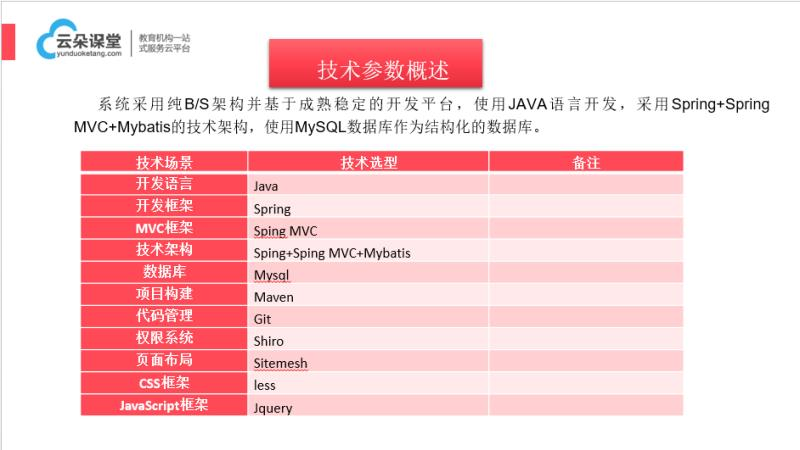 云朵课堂
yunduoketang.com
教育机构一站
式服务云平台
技术参数概述
系统采用纯B/S架构并基于成熟稳定的开发平台，使用JAVA语言开发，采用Spring+Spring
MVC+Mybatis的技术架构，使用MySQL数据库作为结构化的数据库。
技术场景 技术选型 备注
开发语言 Java
开发框架 Spring
MVC框架 Sping MVC
技术架构 Sping+Sping MVC+Mybatis
数据库 Mysql
项目构建 Maven
代码管理 Git
权限系统 Shiro
页面布局 Sitemesh
CSS框架 less
JavaScript框架 Jquery